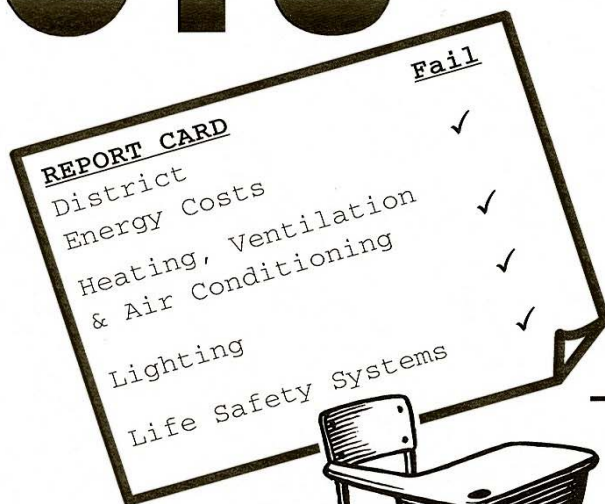 Fail
REPORT CARD
District
Energy Costs ✓
Heating, Ventilation
& Air Conditioning ✓
Lighting ✓
Life Safety Systems ✓